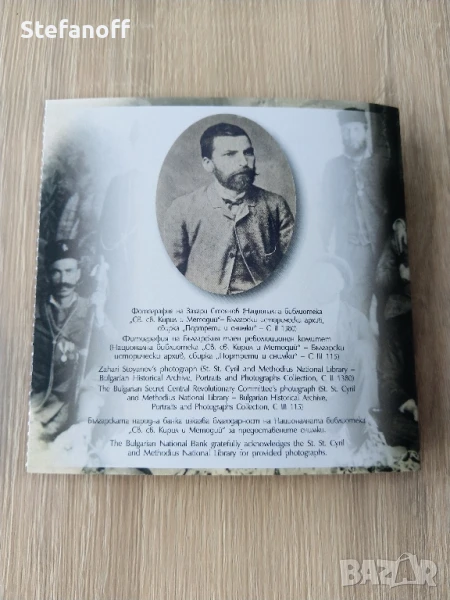 Stefanoff
Фотография на Захари Стоянов (Национална библиотека
„Св. св. Кирил и Методий“– Български исторически архив,
сбирка „Портрети и снимки“ – С II 1380)
Фотография на Българския таен революционен комитет
(Национална библиотека „Св. св. Кирил и Методий“ – Български
исторически архив, сбирка „Портрети и снимки“ – С III 115)
Zahari Stoyanov's photograph (St. St. Cyril and Methodius National Library –
Bulgarian Historical Archive, Portraits and Photographs Collection, C II 1380)
The Bulgarian Secret Central Revolutionary Committee's photograph (St. St. Cyril
and Methodius National Library – Bulgarian Historical Archive,
Portraits and Photographs Collection, C III 115)
Българската народна банка изказва благодарност на Националната библиотека
„Св. св. Кирил и Методий“ за предоставените снимки.
The Bulgarian National Bank gratefully acknowledges the St. St. Cyril
and Methodius National Library for provided photographs.
BAZAR